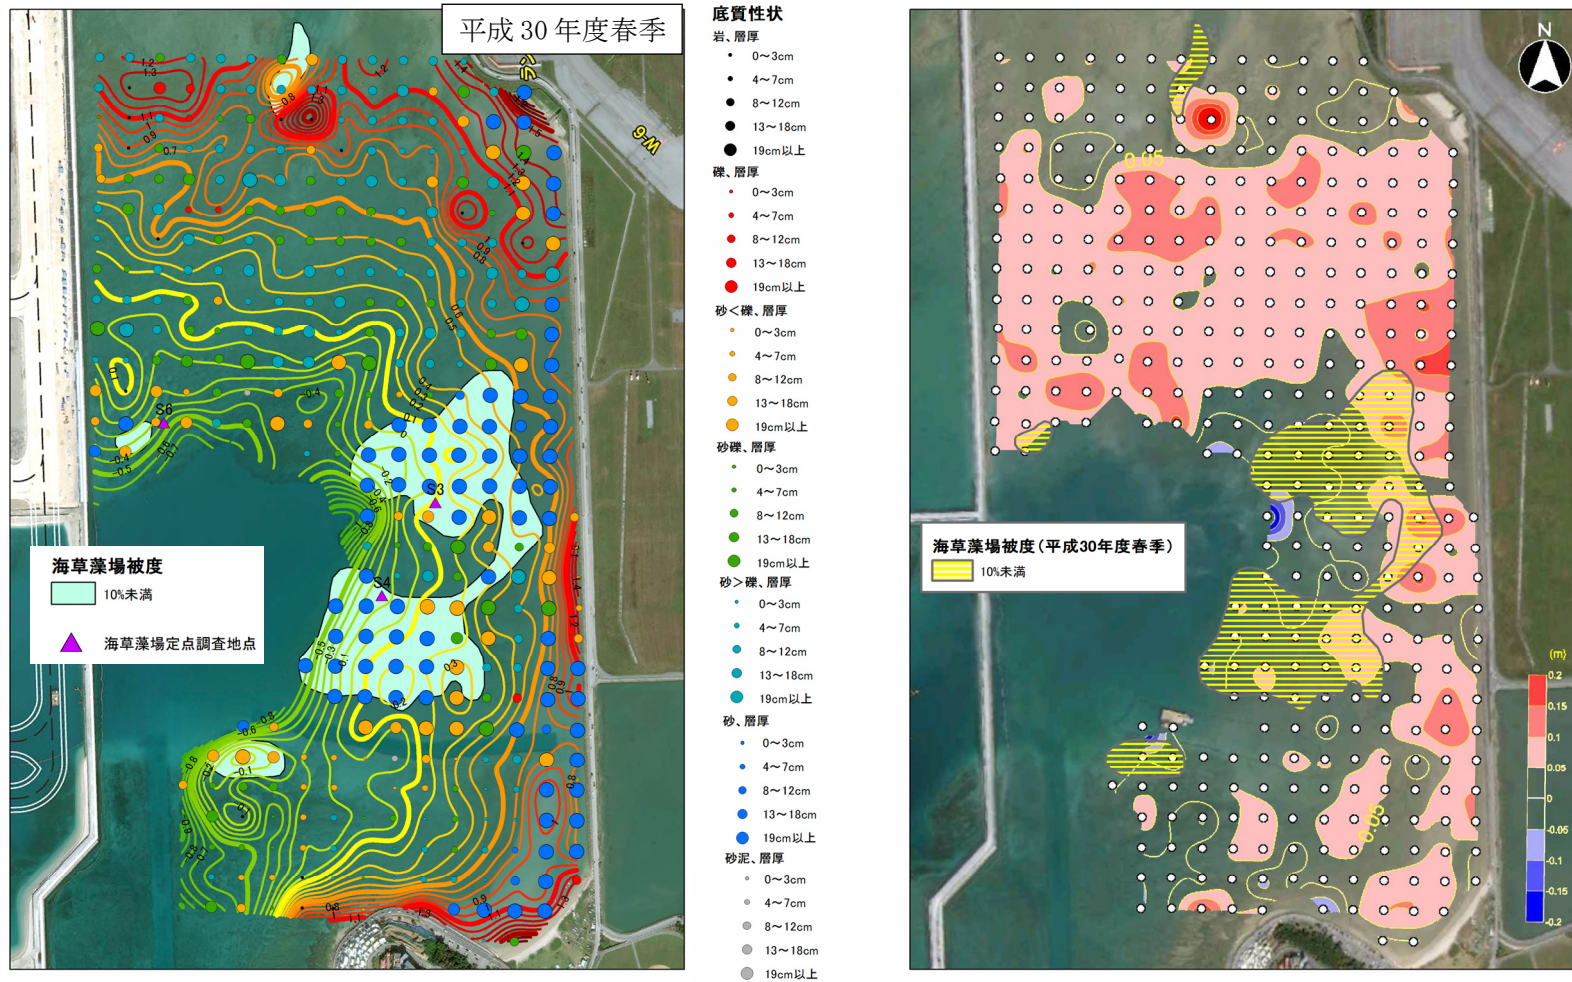 平成30年度春季
ラン
W-6
S6
S3
S4
海草藻場被度
10%未満
海草藻場定点調査地点
底質性状
岩、層厚
0～3cm
4～7cm
8～12cm
13～18cm
19cm以上
礫、層厚
0～3cm
4～7cm
8～12cm
13～18cm
19cm以上
砂＜礫、層厚
0～3cm
4～7cm
8～12cm
13～18cm
19cm以上
砂礫、層厚
0～3cm
4～7cm
8～12cm
13～18cm
19cm以上
砂＞礫、層厚
0～3cm
4～7cm
8～12cm
13～18cm
19cm以上
砂、層厚
0～3cm
4～7cm
8～12cm
13～18cm
19cm以上
砂泥、層厚
0～3cm
4～7cm
8～12cm
13～18cm
19cm以上
N
0.05
海草藻場被度(平成30年度春季)
10%未満
0.05
(m)
0.2
0.15
0.1
0.05
0
-0.05
-0.1
-0.15
-0.2